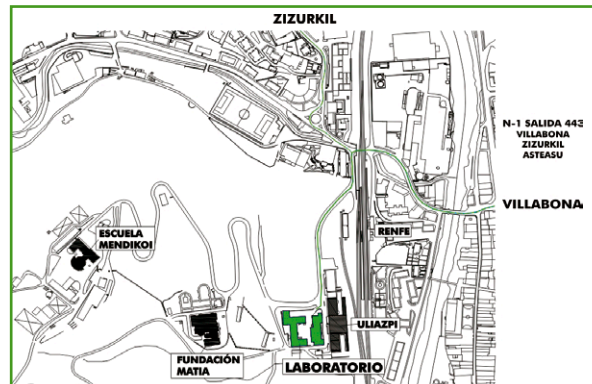 ZIZURKIL
N-1 SALIDA 443
VILLABONA
ZIZURKIL
ASTEASU
VILLABONA
ESCUELA
MENDIKOI
RENFE
ULIAZPI
FUNDACIÓN
MATIA
LABORATORIO